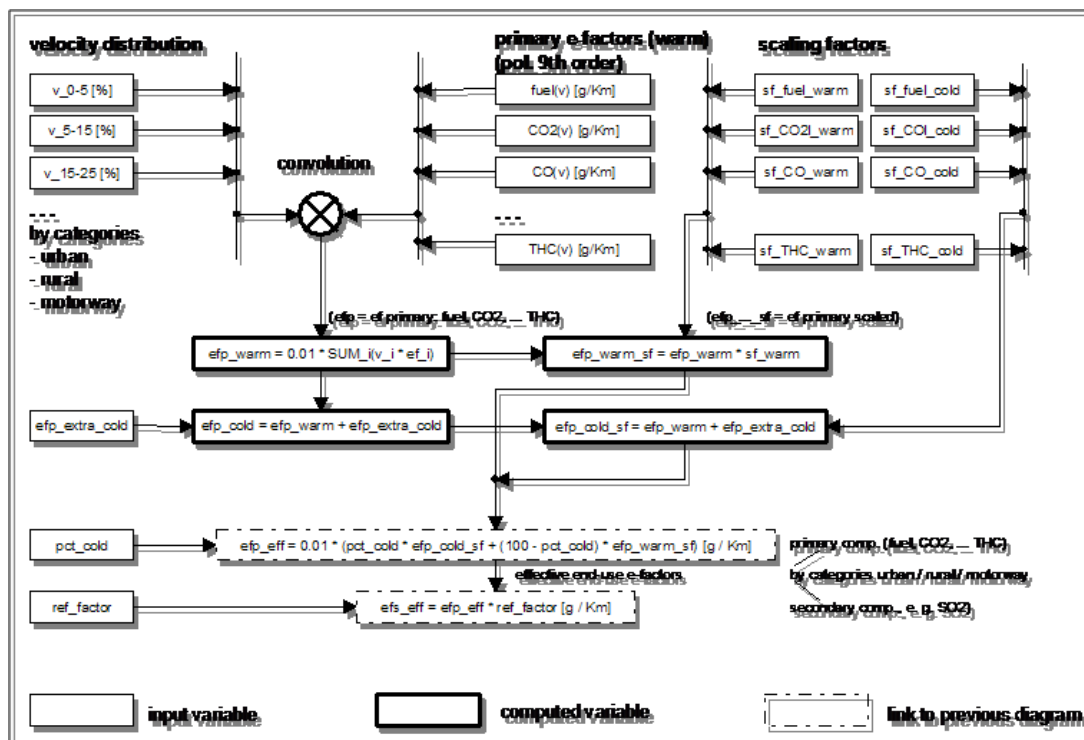 velocity distribution
primary e-factors (warm)
(pol. 9th order)
scaling factors
v_0-5 [%]
fuel(v) [g/Km]
sf_fuel_warm
sf_fuel_cold
v_5-15 [%]
CO2(v) [g/Km]
sf_CO2l_warm
sf_COl_cold
v_15-25 [%]
convolution
CO(v) [g/Km]
sf_CO_warm
sf_CO_cold
- - -
by categories
- urban
- rural
- motorway
- - -
THC(v) [g/Km]
sf_THC_warm
sf_THC_cold
(efp = ef primary: fuel, CO2, ... THC)
(efp_..._sf = ef primary scaled)
efp_warm = 0.01 * SUM_i(v_i * ef_i)
efp_warm_sf = efp_warm * sf_warm
efp_extra_cold
efp_cold = efp_warm + efp_extra_cold
efp_cold_sf = efp_warm + efp_extra_cold
pct_cold
efp_eff = 0.01 * (pct_cold * efp_cold_sf + (100 - pct_cold) * efp_warm_sf) [g / Km]
primary comp. (fuel, CO2, ... THC)
effective end-use e-factors
by categories urban / rural / motorway
ref_factor
efs_eff = efp_eff * ref_factor [g / Km]
secondary comp., e. g. SO2)
input variable
computed variable
link to previous diagram